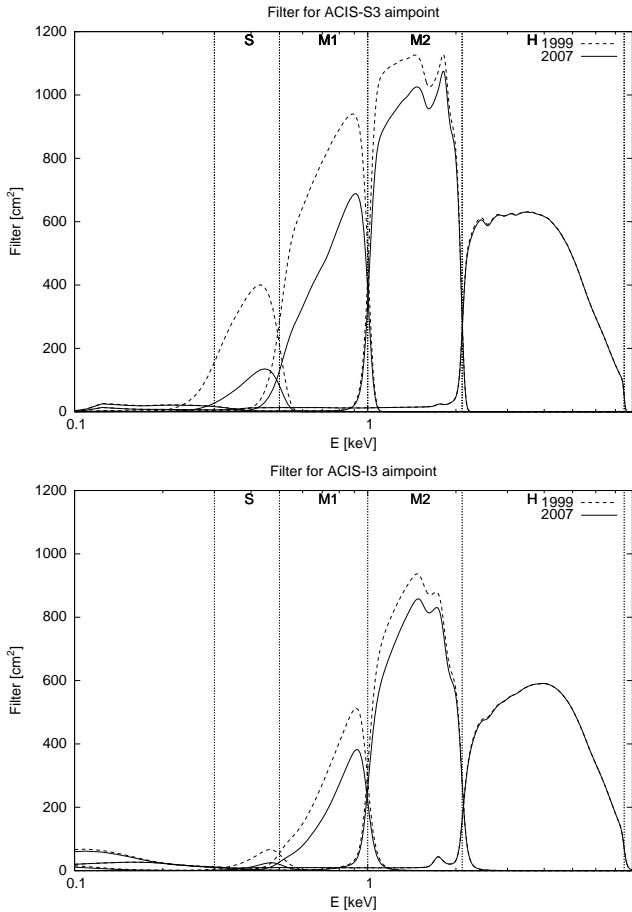 Filter for ACIS-S3 aimpoint
1200
1000
800
600
400
200
0
Filter [cm²]
S
M1
M2
H
1999
2007
0.1
1
E [keV]
Filter for ACIS-I3 aimpoint
1200
1000
800
600
400
200
0
Filter [cm²]
S
M1
M2
H
1999
2007
0.1
1
E [keV]